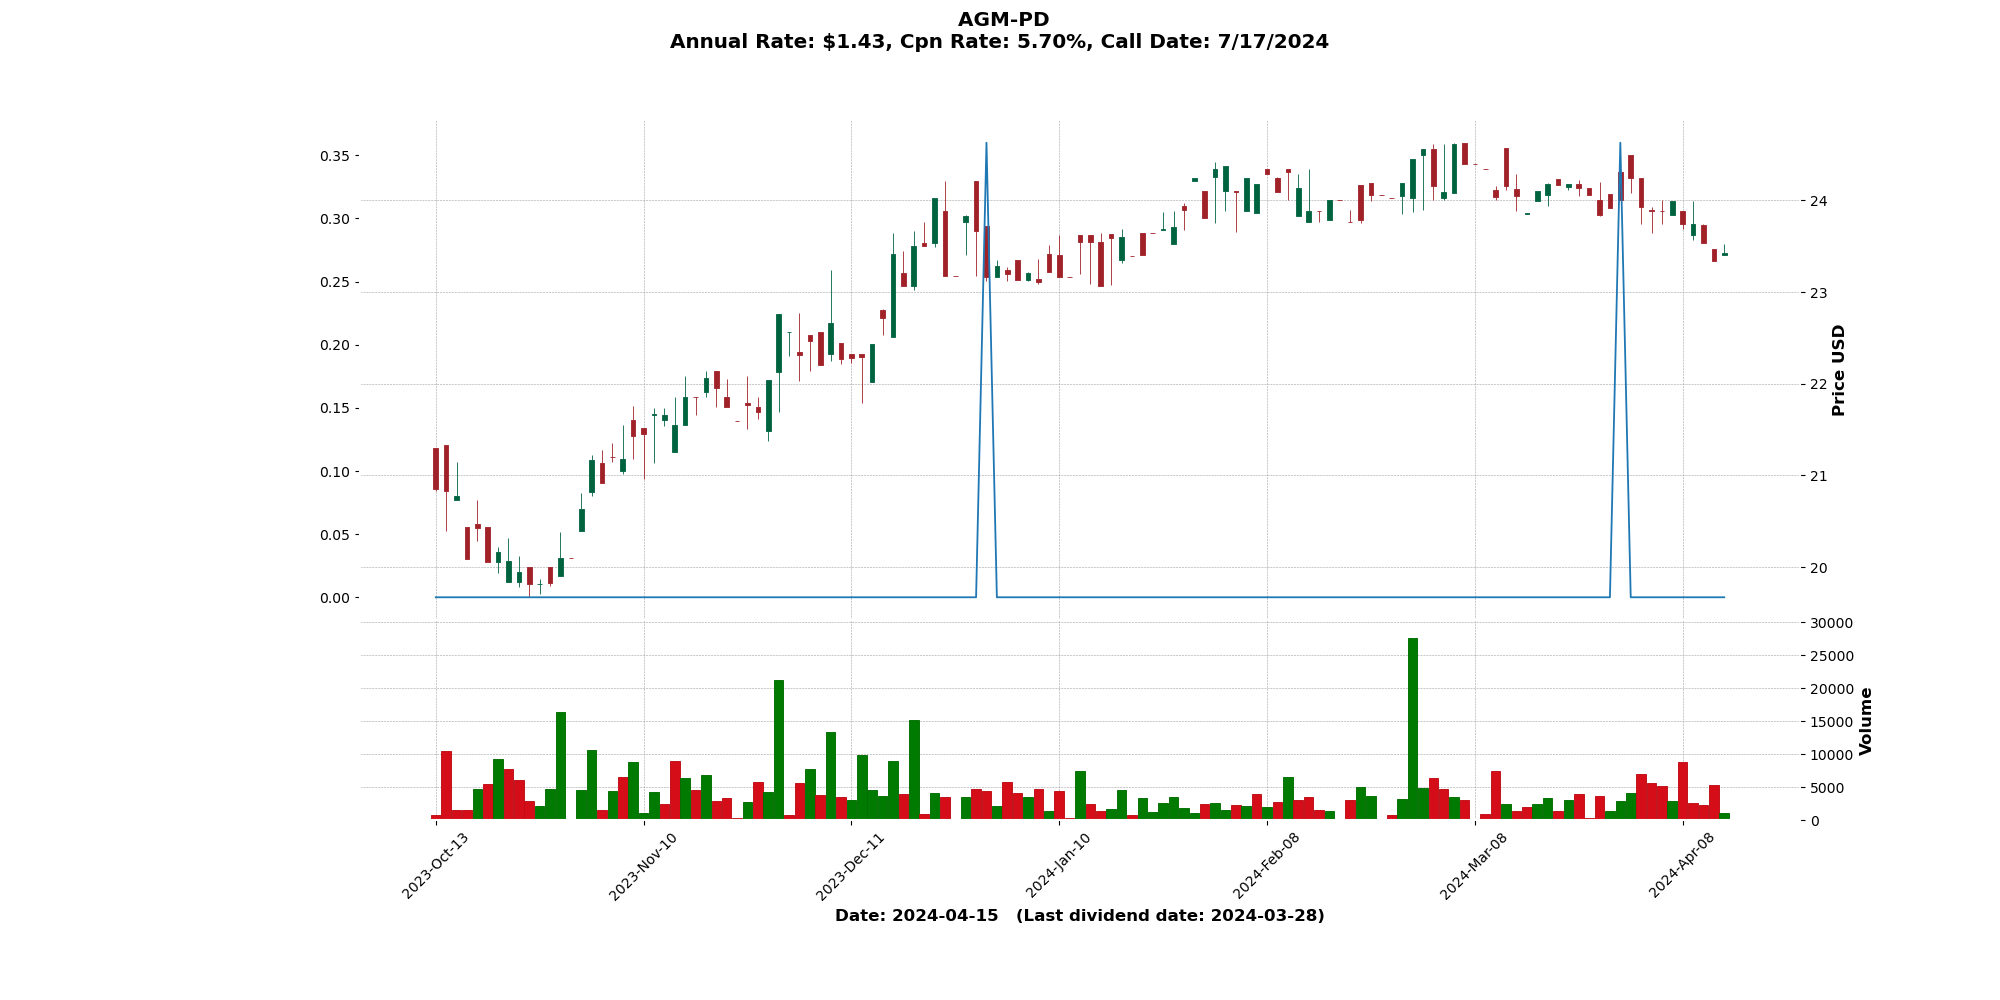 AGM-PD
Annual Rate: $1.43, Cpn Rate: 5.70%, Call Date: 7/17/2024
0.35
0.30
0.25
0.20
0.15
0.10
0.05
0.00
24
23
22
21
20
Price USD
30000
25000
20000
15000
10000
5000
0
Volume
2023-Oct-13
2023-Nov-10
2023-Dec-11
2024-Jan-10
2024-Feb-08
2024-Mar-08
2024-Apr-08
Date: 2024-04-15   (Last dividend date: 2024-03-28)